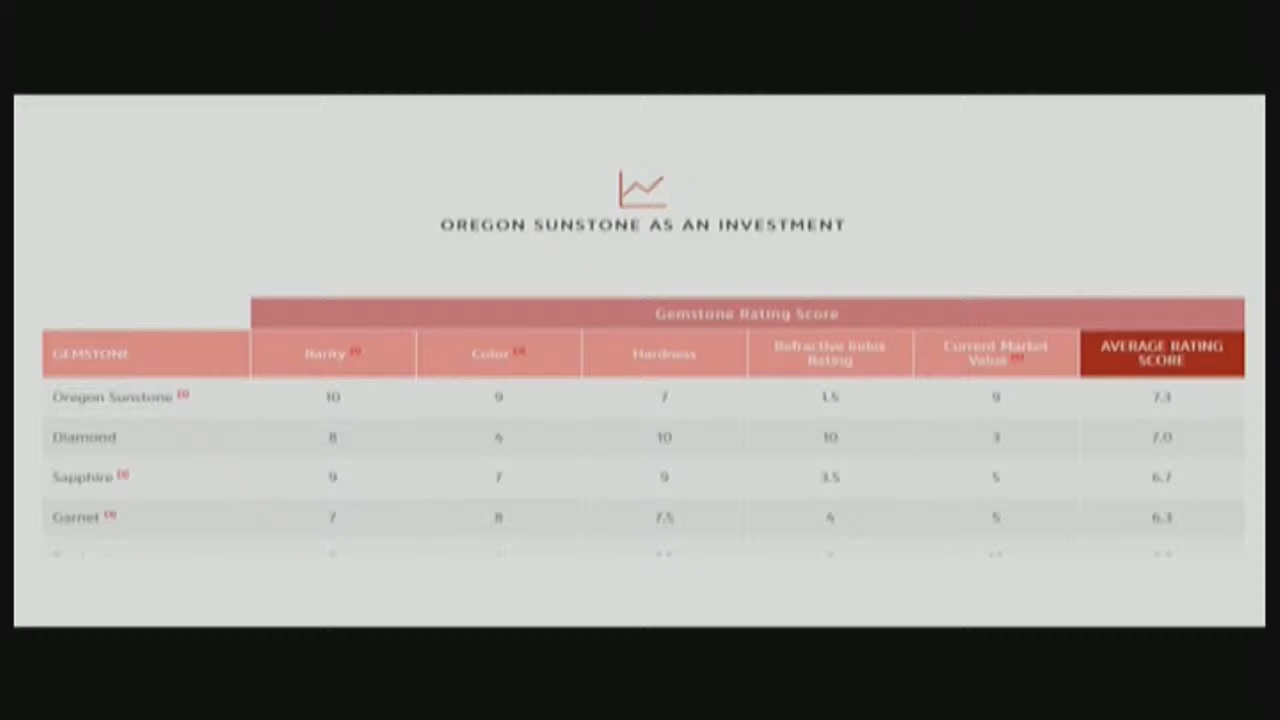 OREGON SUNSTONE AS AN INVESTMENT
Gemstone Rating Score
GEMSTONE Rarity Color Hardness Refractive Index Rating Current Market Value AVERAGE RATING SCORE
Oregon Sunstone 10 9 7 1.5 9 7.3
Diamond 8 4 10 10 3 7.0
Sapphire 9 7 9 3.5 5 6.7
Garnet 7 8 7.5 4 5 6.3